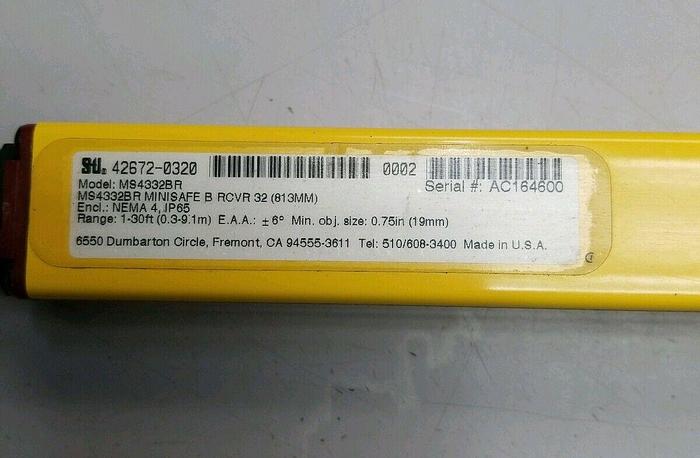 STI® 42672-0320 0002
Serial #: AC164600
Model: MS4332BR
MS4332BR MINISAFE B RCVR 32 (813MM)
Encl.: NEMA 4, IP65
Range: 1-30ft (0.3-9.1m) E.A.A.: ± 6° Min. obj. size: 0.75in (19mm)
6550 Dumbarton Circle, Fremont, CA 94555-3611 Tel: 510/608-3400 Made in U.S.A.